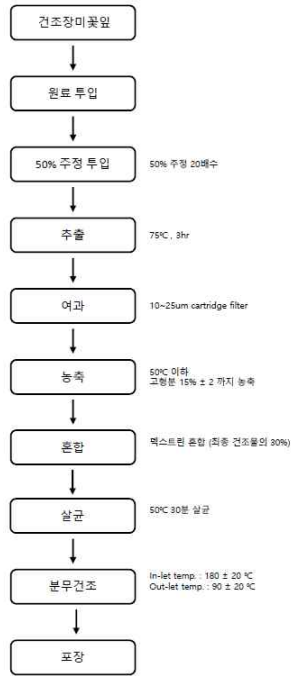 건조장미꽃잎
원료 투입
50% 주정 투입
50% 주정 20배수
추출
75℃ , 3hr
여과
10~25um cartridge filter
농축
50℃ 이하
고형분 15% ± 2 까지 농축
혼합
덱스트린 혼합 (최종 건조물의 30%)
살균
50℃ 30분 살균
분무건조
In-let temp. : 180 ± 20 ℃
Out-let temp. : 90 ± 20 ℃
포장